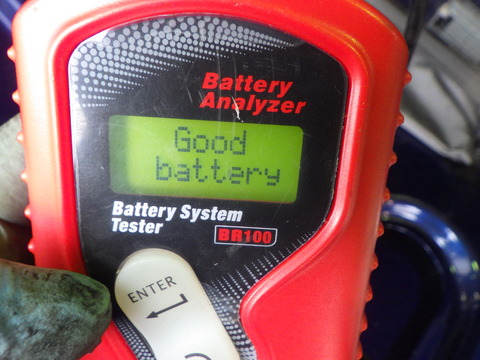 Battery
Analyzer
Good
battery
Battery System
Tester
BR100
ENTER